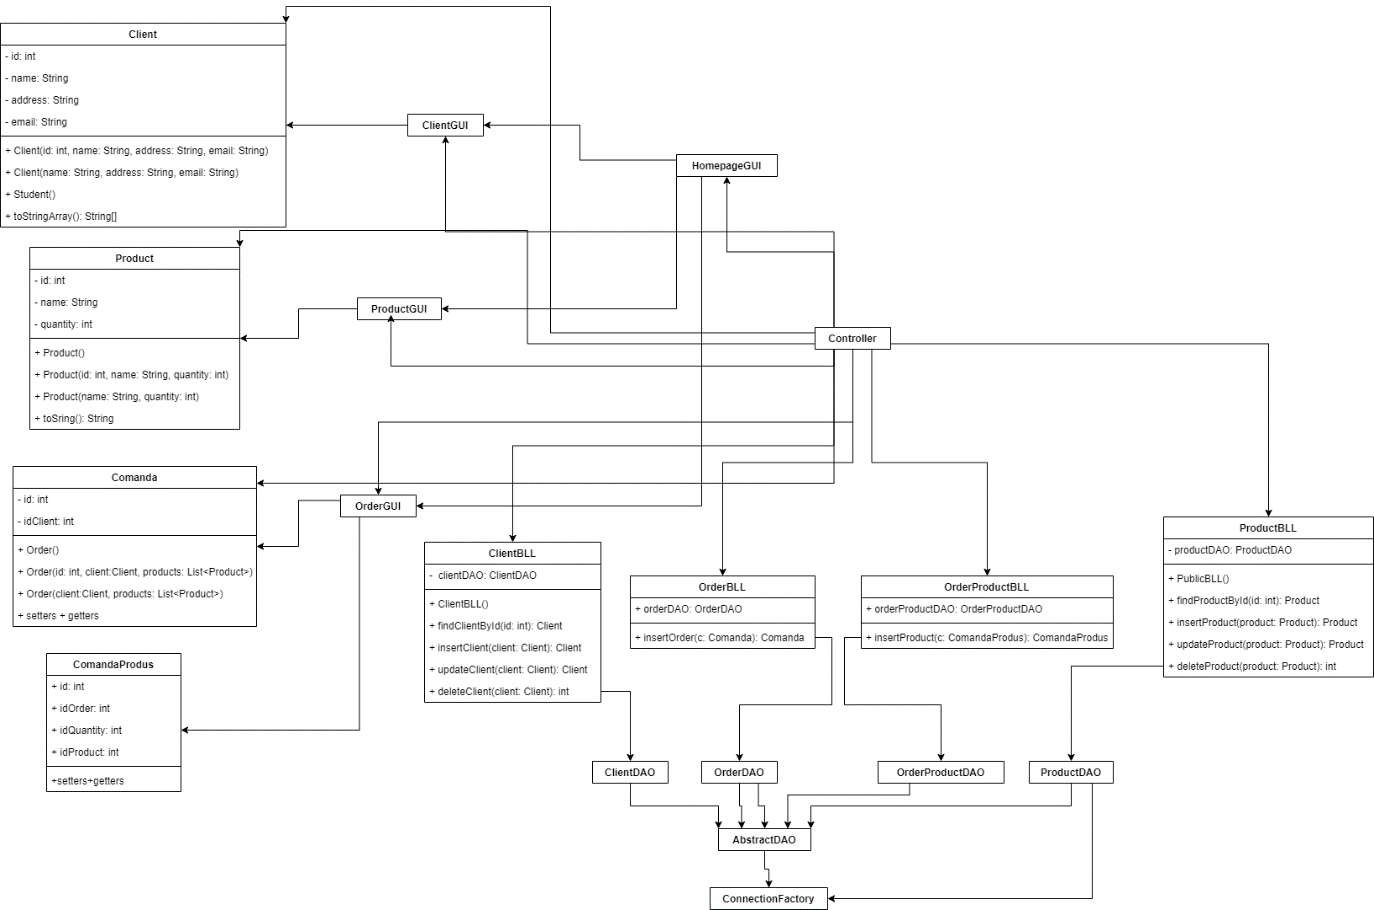 Client
- id: int
- name: String
- address: String
- email: String
+ Client(id: int, name: String, address: String, email: String)
+ Client(name: String, address: String, email: String)
+ Student()
+ toStringArray(): String[]
ClientGUI
HomepageGUI
Product
- id: int
- name: String
- quantity: int
+ Product()
+ Product(id: int, name: String, quantity: int)
+ Product(name: String, quantity: int)
+ toSring(): String
ProductGUI
Controller
Comanda
- id: int
- idClient: int
+ Order()
+ Order(id: int, client:Client, products: List<Product>)
+ Order(client:Client, products: List<Product>)
+ setters + getters
OrderGUI
ComandaProdus
+ id: int
+ idOrder: int
+ idQuantity: int
+ idProduct: int
+setters+getters
ClientBLL
- clientDAO: ClientDAO
+ ClientBLL()
+ findClientById(id: int): Client
+ insertClient(client: Client): Client
+ updateClient(client: Client): Client
+ deleteClient(client: Client): int
OrderBLL
+ orderDAO: OrderDAO
+ insertOrder(c: Comanda): Comanda
OrderProductBLL
+ orderProductDAO: OrderProductDAO
+ insertProduct(c: ComandaProdus): ComandaProdus
ProductBLL
- productDAO: ProductDAO
+ PublicBLL()
+ findProductById(id: int): Product
+ insertProduct(product: Product): Product
+ updateProduct(product: Product): Product
+ deleteProduct(product: Product): int
ClientDAO
OrderDAO
OrderProductDAO
ProductDAO
AbstractDAO
ConnectionFactory